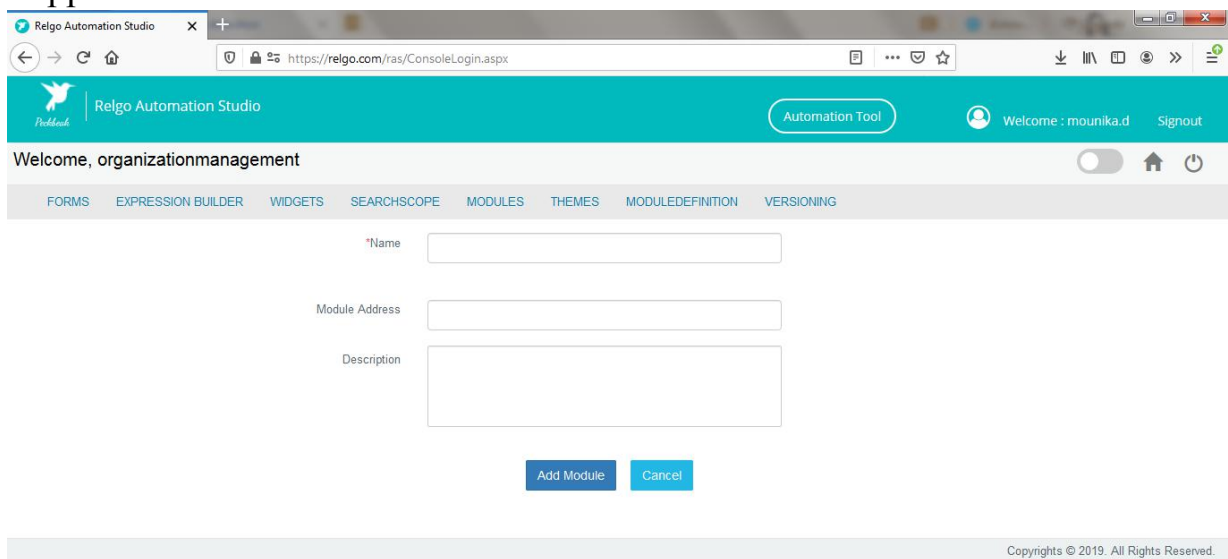 Relgo Automation Studio
https://relgo.com/ras/ConsoleLogin.aspx
Peckbeak
Relgo Automation Studio
Automation Tool
Welcome : mounika.d
Signout
Welcome, organizationmanagement
FORMS EXPRESSION BUILDER WIDGETS SEARCHSCOPE MODULES THEMES MODULEDEFINITION VERSIONING
*Name
Module Address
Description
Add Module Cancel
Copyrights © 2019. All Rights Reserved.